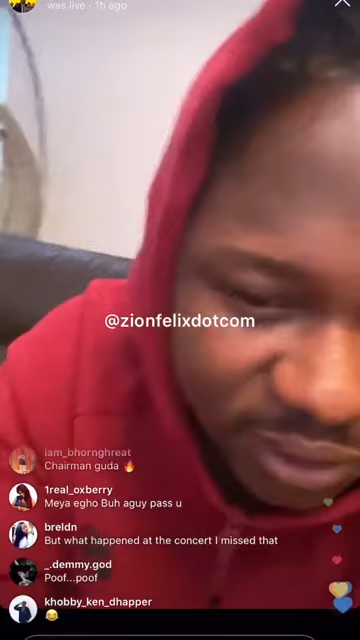 was live · 1h ago
@zionfelixdotcom
iam_bhornghreat
Chairman guda 🔥
1real_oxberry
Meya egho Buh aguy pass u
breldn
But what happened at the concert I missed that
_.demmy.god
Poof...poof
khobby_ken_dhapper
😂